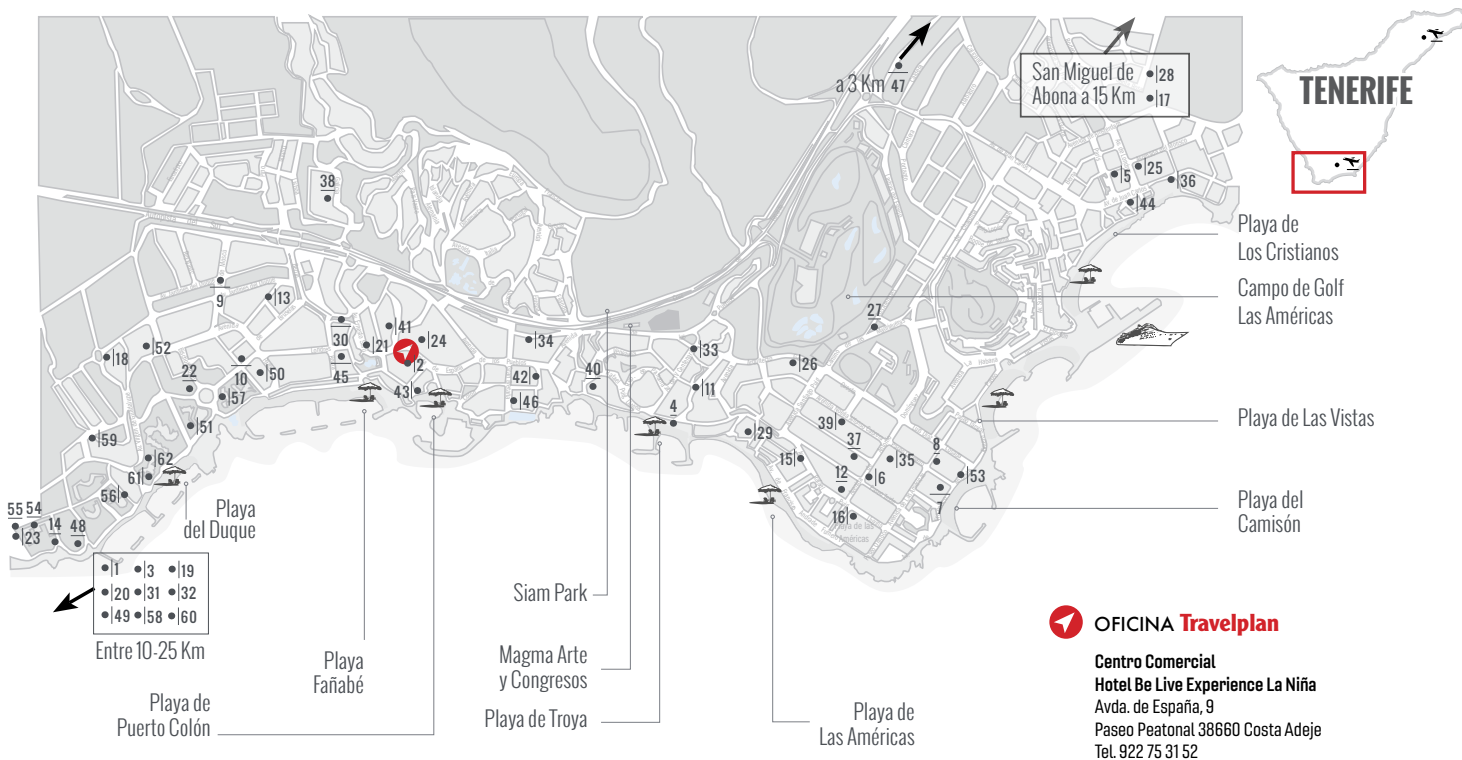 a 3 Km
47
San Miguel de
Abona a 15 Km
28
17
TENERIFE
38
5
25
36
44
Playa de
Los Cristianos
Campo de Golf
Las Américas
9
13
27
30
21
41
24
2
34
33
18
52
22
10
50
57
45
43
42
46
40
11
26
4
51
59
62
61
56
29
39
37
15
12
6
35
8
53
7
16
Playa de las
Américas
Playa de Las Vistas
Playa del
Camisón
55
54
23
14
48
Playa
del Duque
1
3
19
20
31
32
49
58
60
Entre 10-25 Km
Siam Park
Playa
Fañabé
Magma Arte
y Congresos
Playa de
Puerto Colón
Playa de Troya
Playa de
Las Américas
OFICINA Travelplan
Centro Comercial
Hotel Be Live Experience La Niña
Avda. de España, 9
Paseo Peatonal 38660 Costa Adeje
Tel. 922 75 31 52